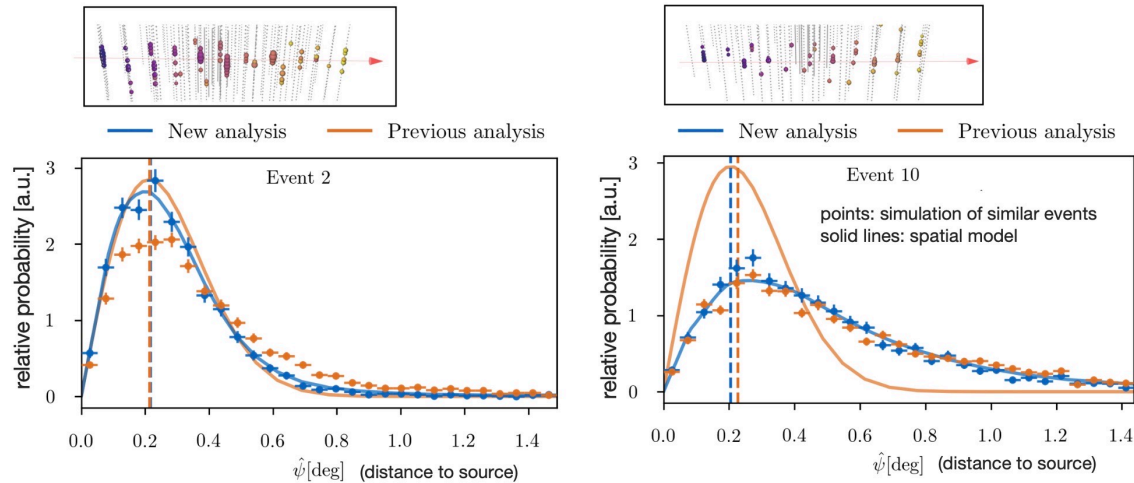 New analysis Previous analysis
Event 2
relative probability [a.u.]
3
2
1
0
0.0 0.2 0.4 0.6 0.8 1.0 1.2 1.4
ψ̂[deg] (distance to source)
New analysis Previous analysis
Event 10
points: simulation of similar events
solid lines: spatial model
relative probability [a.u.]
3
2
1
0
0.0 0.2 0.4 0.6 0.8 1.0 1.2 1.4
ψ̂[deg] (distance to source)